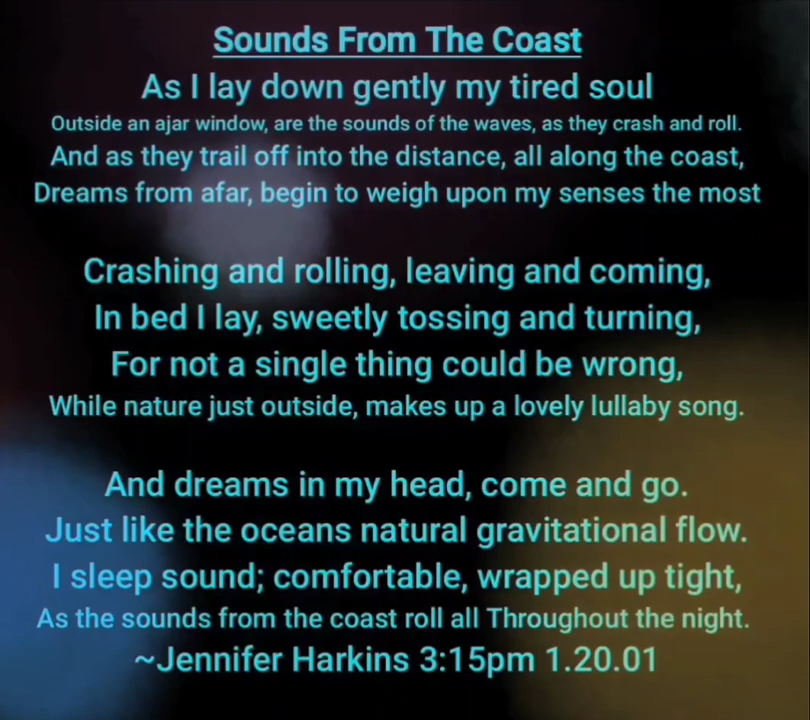 Sounds From The Coast
As I lay down gently my tired soul
Outside an ajar window, are the sounds of the waves, as they crash and roll.
And as they trail off into the distance, all along the coast,
Dreams from afar, begin to weigh upon my senses the most
Crashing and rolling, leaving and coming,
In bed I lay, sweetly tossing and turning,
For not a single thing could be wrong,
While nature just outside, makes up a lovely lullaby song.
And dreams in my head, come and go.
Just like the oceans natural gravitational flow.
I sleep sound; comfortable, wrapped up tight,
As the sounds from the coast roll all Throughout the night.
~Jennifer Harkins 3:15pm 1.20.01